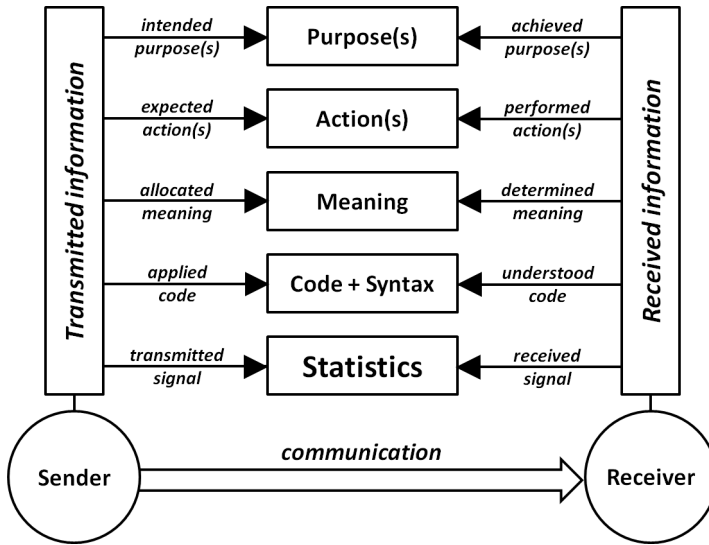 intended
purpose(s)
Purpose(s)
achieved
purpose(s)
expected
action(s)
Action(s)
performed
action(s)
allocated
meaning
Meaning
determined
meaning
applied
code
Code + Syntax
understood
code
transmitted
signal
Statistics
received
signal
Transmitted information
Received information
communication
Sender
Receiver